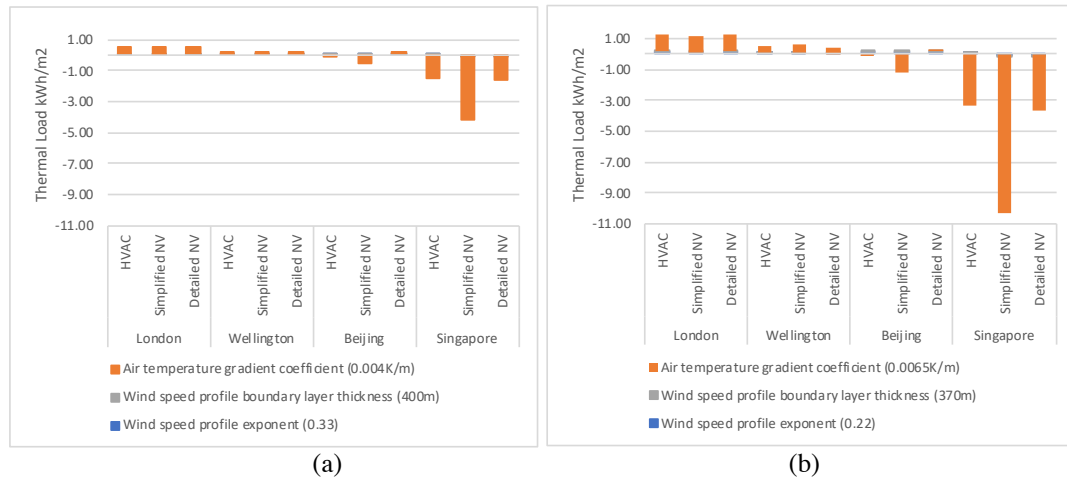 Thermal Load kWh/m2
1.00
-1.00
-3.00
-5.00
-7.00
-9.00
-11.00
HVAC
Simplified NV
Detailed NV
HVAC
Simplified NV
Detailed NV
HVAC
Simplified NV
Detailed NV
HVAC
Simplified NV
Detailed NV
London
Wellington
Beijing
Singapore
Air temperature gradient coefficient (0.004K/m)
Wind speed profile boundary layer thickness (400m)
Wind speed profile exponent (0.33)
(a)
Thermal Load kWh/m2
1.00
-1.00
-3.00
-5.00
-7.00
-9.00
-11.00
HVAC
Simplified NV
Detailed NV
HVAC
Simplified NV
Detailed NV
HVAC
Simplified NV
Detailed NV
HVAC
Simplified NV
Detailed NV
London
Wellington
Beijing
Singapore
Air temperature gradient coefficient (0.0065K/m)
Wind speed profile boundary layer thickness (370m)
Wind speed profile exponent (0.22)
(b)